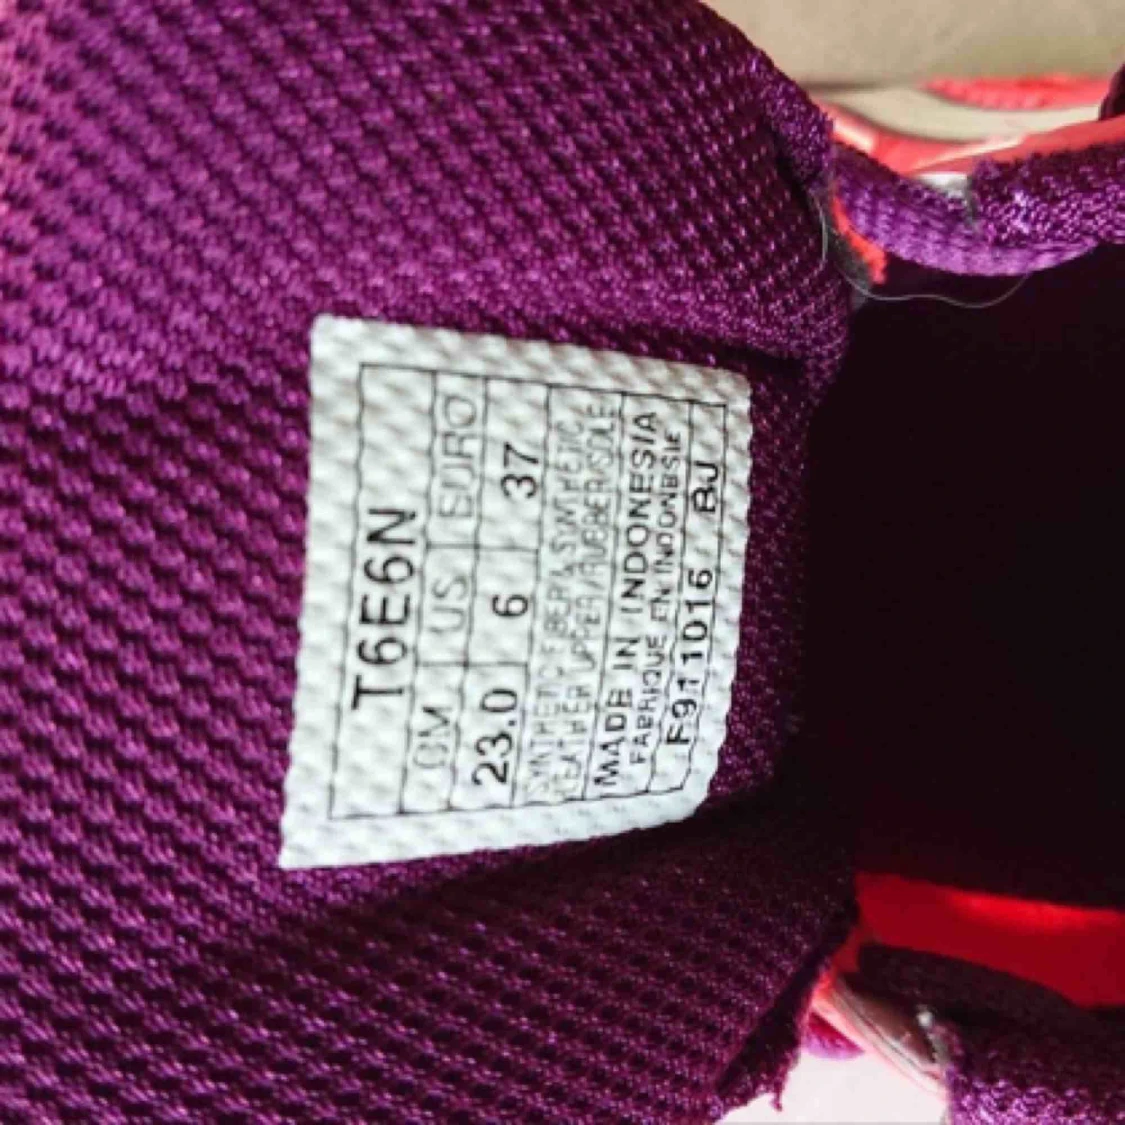 T6E6N
CM US EURO
23.0 6 37
SYNTHETIC FIBER & SYNTHETIC
LEATHER UPPER/RUBBER SOLE
MADE IN INDONESIA
FABRIQUE EN INDONESIE
F911016 BJ